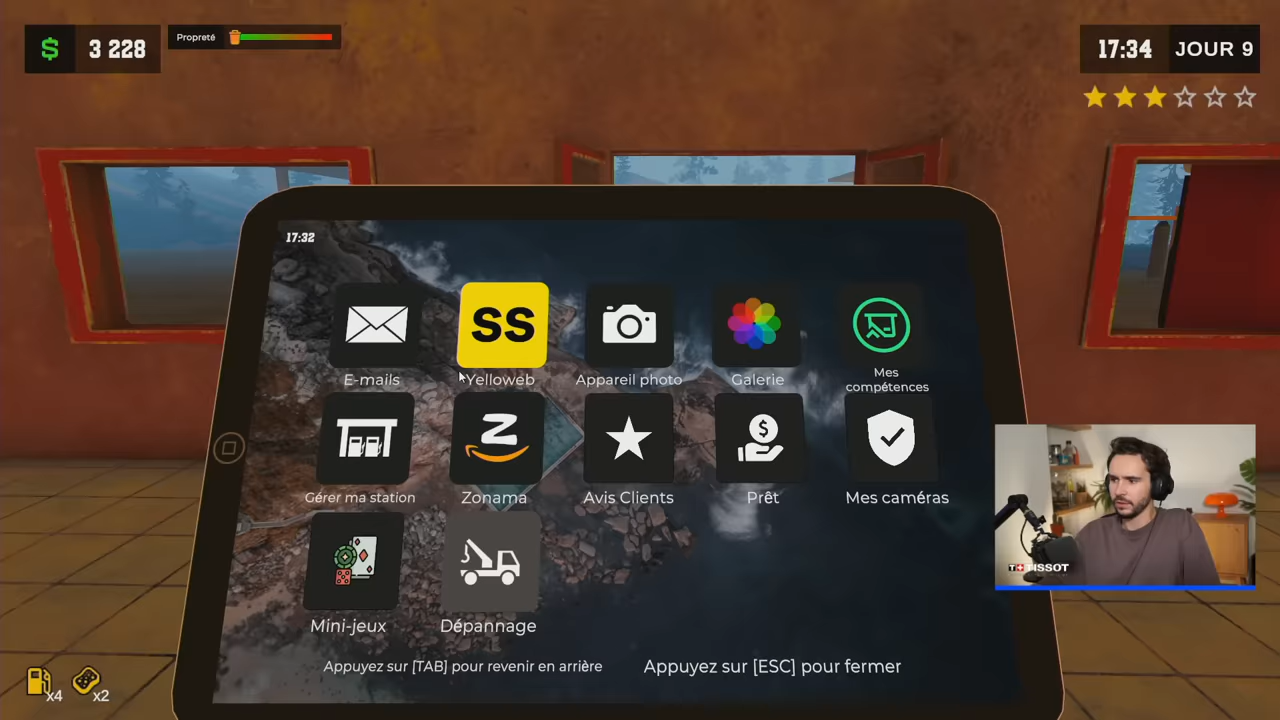 $ 3 228
Propreté
17:34 JOUR 9
17:32
SS
E-mails
Yelloweb
Appareil photo
Galerie
Mes
compétences
Z
Gérer ma station
Zonama
Avis Clients
Prêt
Mes caméras
Mini-jeux
Dépannage
Appuyez sur [TAB] pour revenir en arrière
Appuyez sur [ESC] pour fermer
T+TISSOT
x4
x2